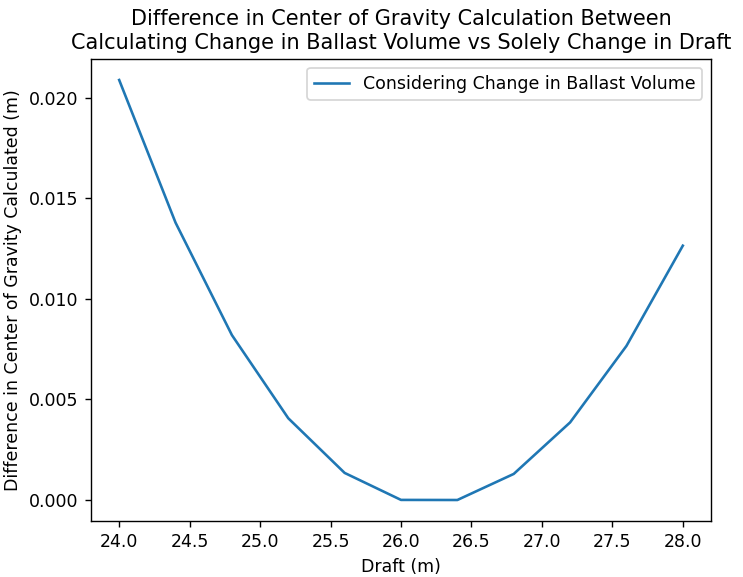 Difference in Center of Gravity Calculation Between
Calculating Change in Ballast Volume vs Solely Change in Draft
Considering Change in Ballast Volume
Difference in Center of Gravity Calculated (m)
0.020
0.015
0.010
0.005
0.000
24.0 24.5 25.0 25.5 26.0 26.5 27.0 27.5 28.0
Draft (m)